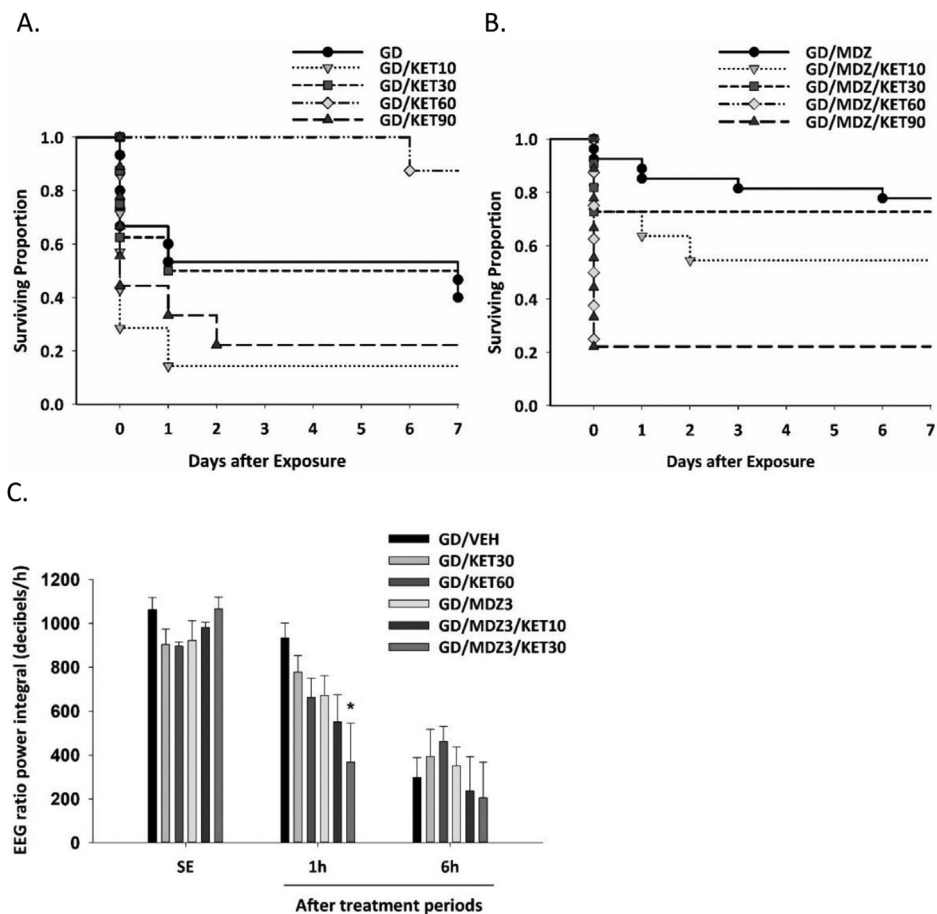 A.
GD
GD/KET10
GD/KET30
GD/KET60
GD/KET90
1.0
0.8
0.6
0.4
0.2
0.0
Surviving Proportion
0 1 2 3 4 5 6 7
Days after Exposure
B.
GD/MDZ
GD/MDZ/KET10
GD/MDZ/KET30
GD/MDZ/KET60
GD/MDZ/KET90
1.0
0.8
0.6
0.4
0.2
0.0
Surviving Proportion
0 1 2 3 4 5 6 7
Days after Exposure
C.
GD/VEH
GD/KET30
GD/KET60
GD/MDZ3
GD/MDZ3/KET10
GD/MDZ3/KET30
1200
1000
800
600
400
200
0
EEG ratio power integral (decibels/h)
*
SE 1h 6h
After treatment periods